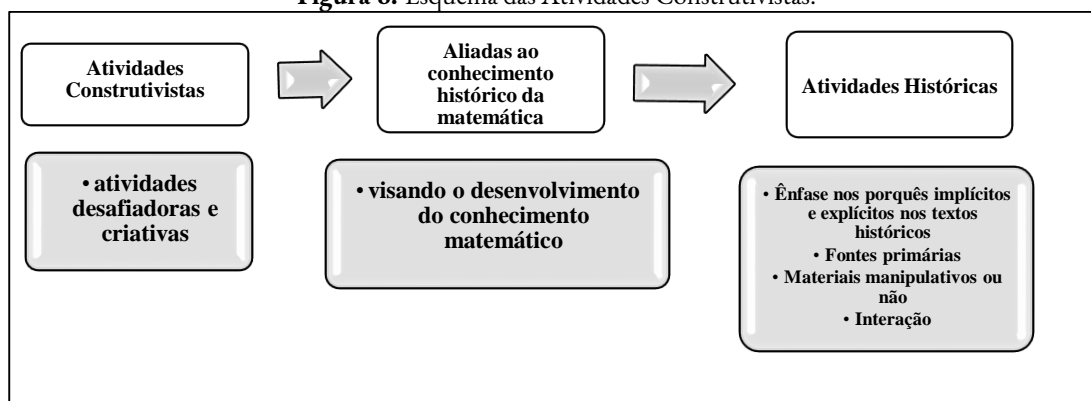 Figura 8. Esquema das Atividades Construtivistas.
Atividades
Construtivistas
Aliadas ao
conhecimento
histórico da
matemática
Atividades Históricas
• atividades
desafiadoras e
criativas
• visando o desenvolvimento
do conhecimento
matemático
• Ênfase nos porquês implícitos
e explícitos nos textos
históricos
• Fontes primárias
• Materiais manipulativos ou
não
• Interação